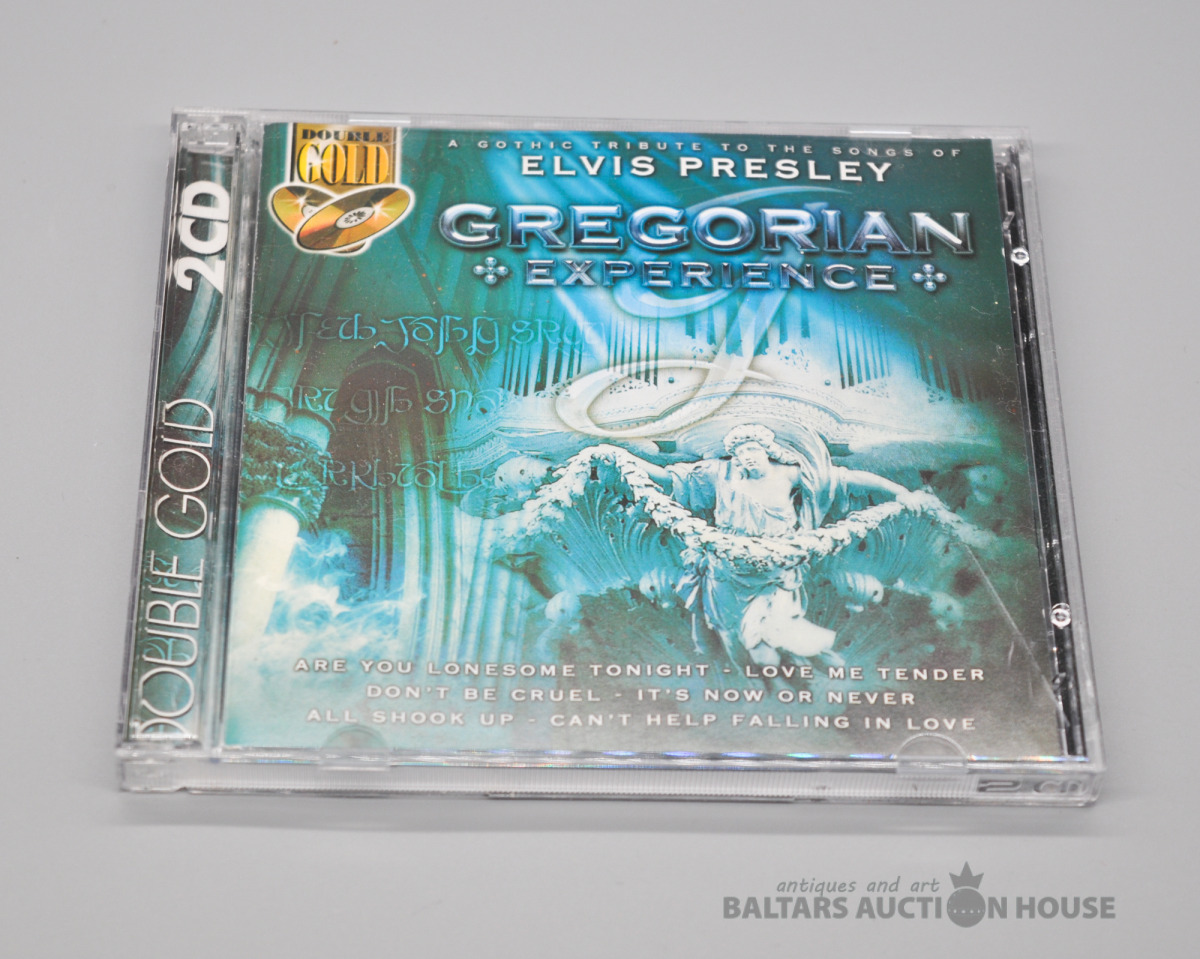 DOUBLE
GOLD
A GOTHIC TRIBUTE TO THE SONGS OF
ELVIS PRESLEY
GREGORIAN
EXPERIENCE
ARE YOU LONESOME TONIGHT - LOVE ME TENDER
DON'T BE CRUEL - IT'S NOW OR NEVER
ALL SHOOK UP - CAN'T HELP FALLING IN LOVE
DOUBLE GOLD 2CD
2 CD
antiques and art
BALTARS AUCTION HOUSE